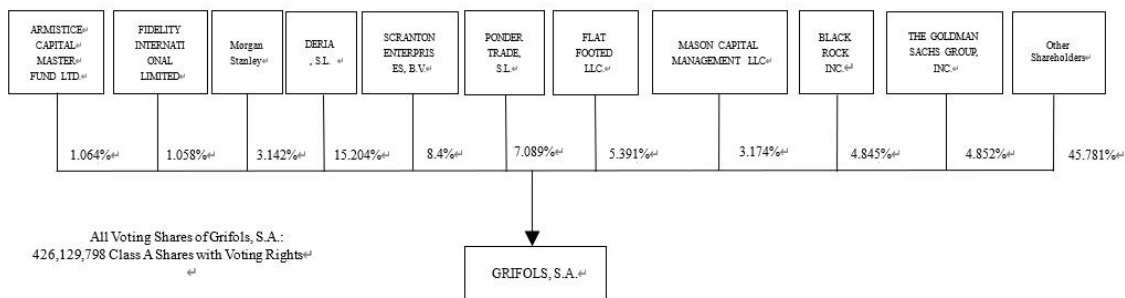 ARMISTICE↵
CAPITAL↵
MASTER
FUND LTD.↵
FIDELITY
INTERNATI
ONAL
LIMITED↵
Morgan
Stanley↵
DERIA
, S.L. ↵
SCRANTON
ENTERPRIS
ES, B.V.↵
PONDER
TRADE,
S.L.↵
FLAT
FOOTED
LLC.↵
MASON CAPITAL
MANAGEMENT LLC↵
BLACK
ROCK
INC.↵
THE GOLDMAN
SACHS GROUP,
INC.↵
Other
Shareholders↵
1.064%↵ 1.058%↵ 3.142%↵ 15.204%↵ 8.4%↵ 7.089%↵ 5.391%↵ 3.174%↵ 4.845%↵ 4.852%↵ 45.781%↵
All Voting Shares of Grifols, S.A.:
426,129,798 Class A Shares with Voting Rights↵
↵
GRIFOLS, S.A.↵